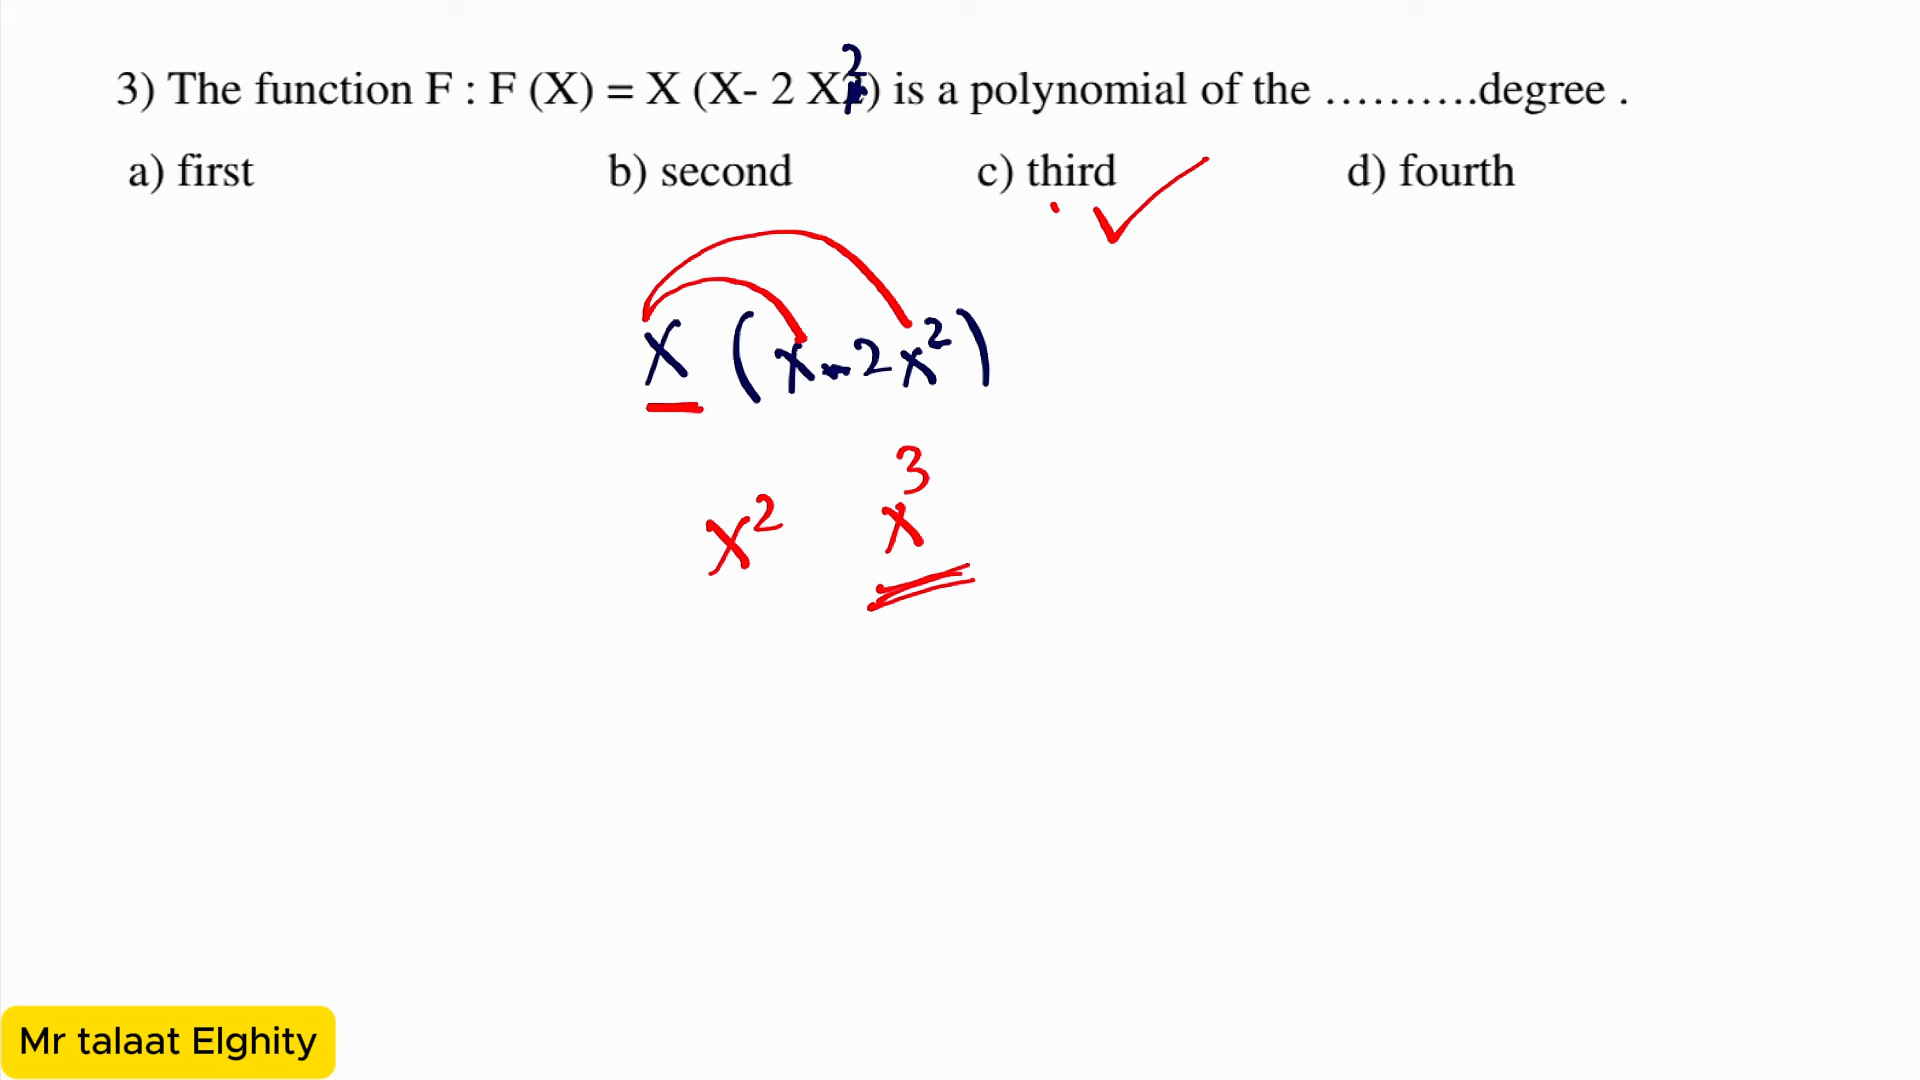 3) The function F : F (X) = X (X- 2 X²) is a polynomial of the ……….degree .
a) first b) second c) third d) fourth
x (x-2x²)
x² x³
Mr talaat Elghity